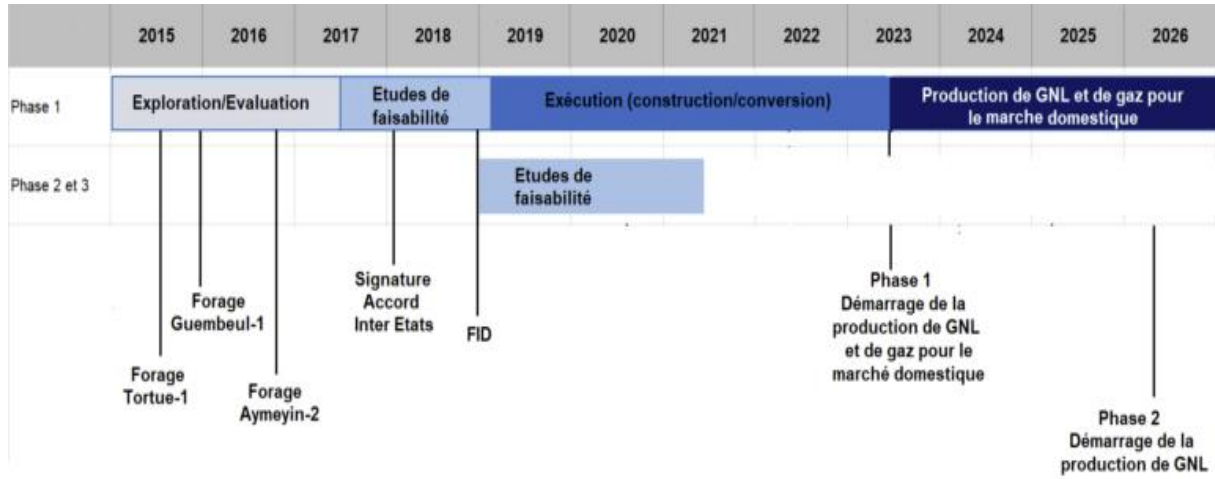 2015 2016 2017 2018 2019 2020 2021 2022 2023 2024 2025 2026
Phase 1
Exploration/Evaluation
Etudes de
faisabilité
Exécution (construction/conversion)
Production de GNL et de gaz pour
le marche domestique
Phase 2 et 3
Etudes de
faisabilité
Forage
Tortue-1
Forage
Guembeul-1
Forage
Aymeyin-2
Signature
Accord
Inter Etats
FID
Phase 1
Démarrage de la
production de GNL
et de gaz pour le
marché domestique
Phase 2
Démarrage de la
production de GNL